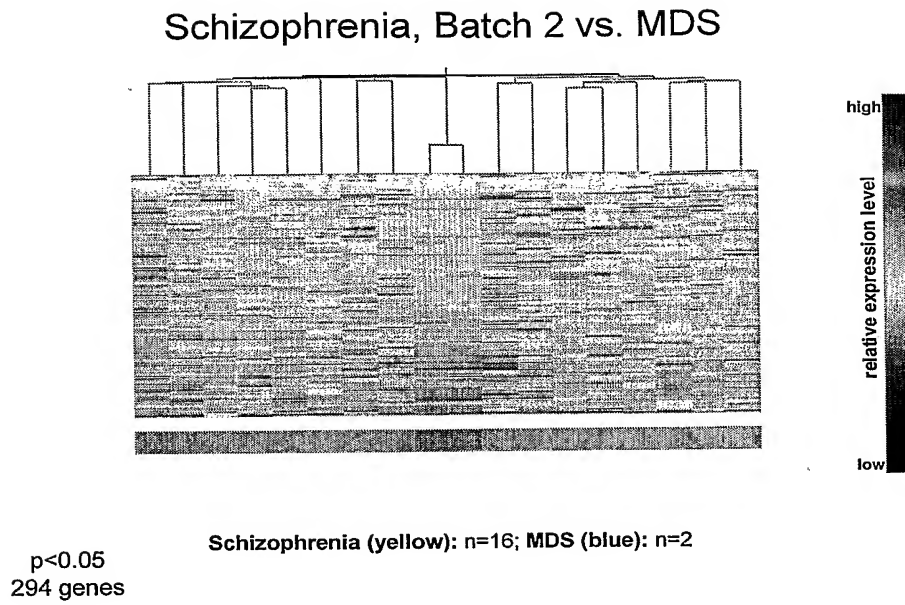 Schizophrenia, Batch 2 vs. MDS
high
relative expression level
low
Schizophrenia (yellow): n=16; MDS (blue): n=2
p<0.05
294 genes